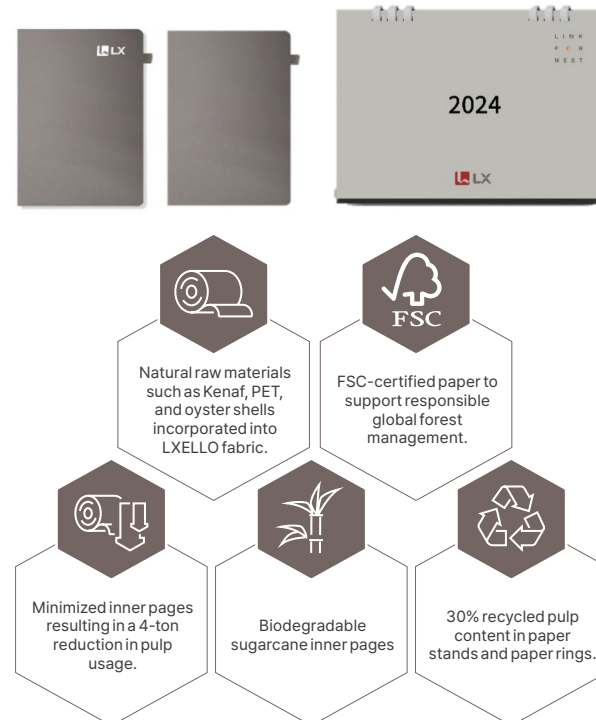 LX
LINK
FOR
NEXT
2024
LX
FSC
Natural raw materials
such as Kenaf, PET,
and oyster shells
incorporated into
LXELLO fabric.
FSC-certified paper to
support responsible
global forest
management.
Minimized inner pages
resulting in a 4-ton
reduction in pulp
usage.
Biodegradable
sugarcane inner pages
30% recycled pulp
content in paper
stands and paper rings.